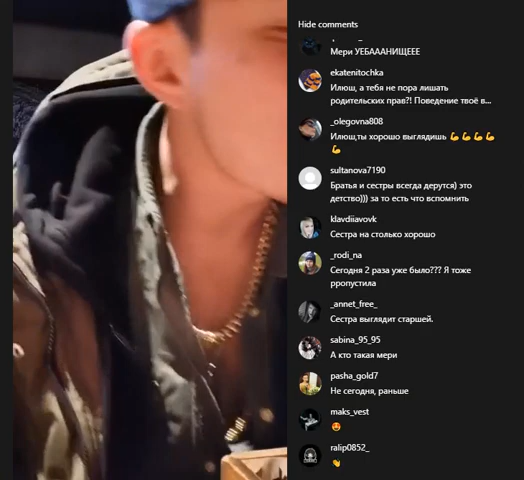 Hide comments
Мери УЕБАААНИЩЕЕЕ
ekatenitochka
Илюш, а тебя не пора лишать
родительских прав?! Поведение твоё в...
_olegovna808
Илюш,ты хорошо выглядишь 💪💪💪💪
💪
sultanova7190
Братья и сестры всегда дерутся) это
детство))) за то есть что вспомнить
klavdiiavovk
Сестра на столько хорошо
_rodi_na
Сегодня 2 раза уже было??? Я тоже
пропустила
_annet_free_
Сестра выглядит старшей.
sabina_95_95
А кто такая мери
pasha_gold7
Не сегодня, раньше
maks_vest
😍
ralip0852_
👏